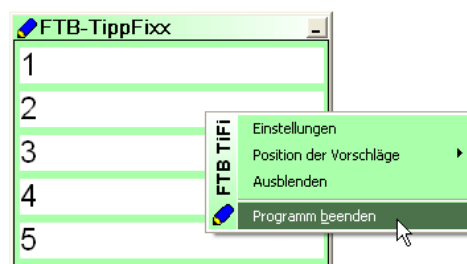 FTB-TippFixx
1
2
3
4
5
FTB TiFi
Einstellungen
Position der Vorschläge
Ausblenden
Programm beenden